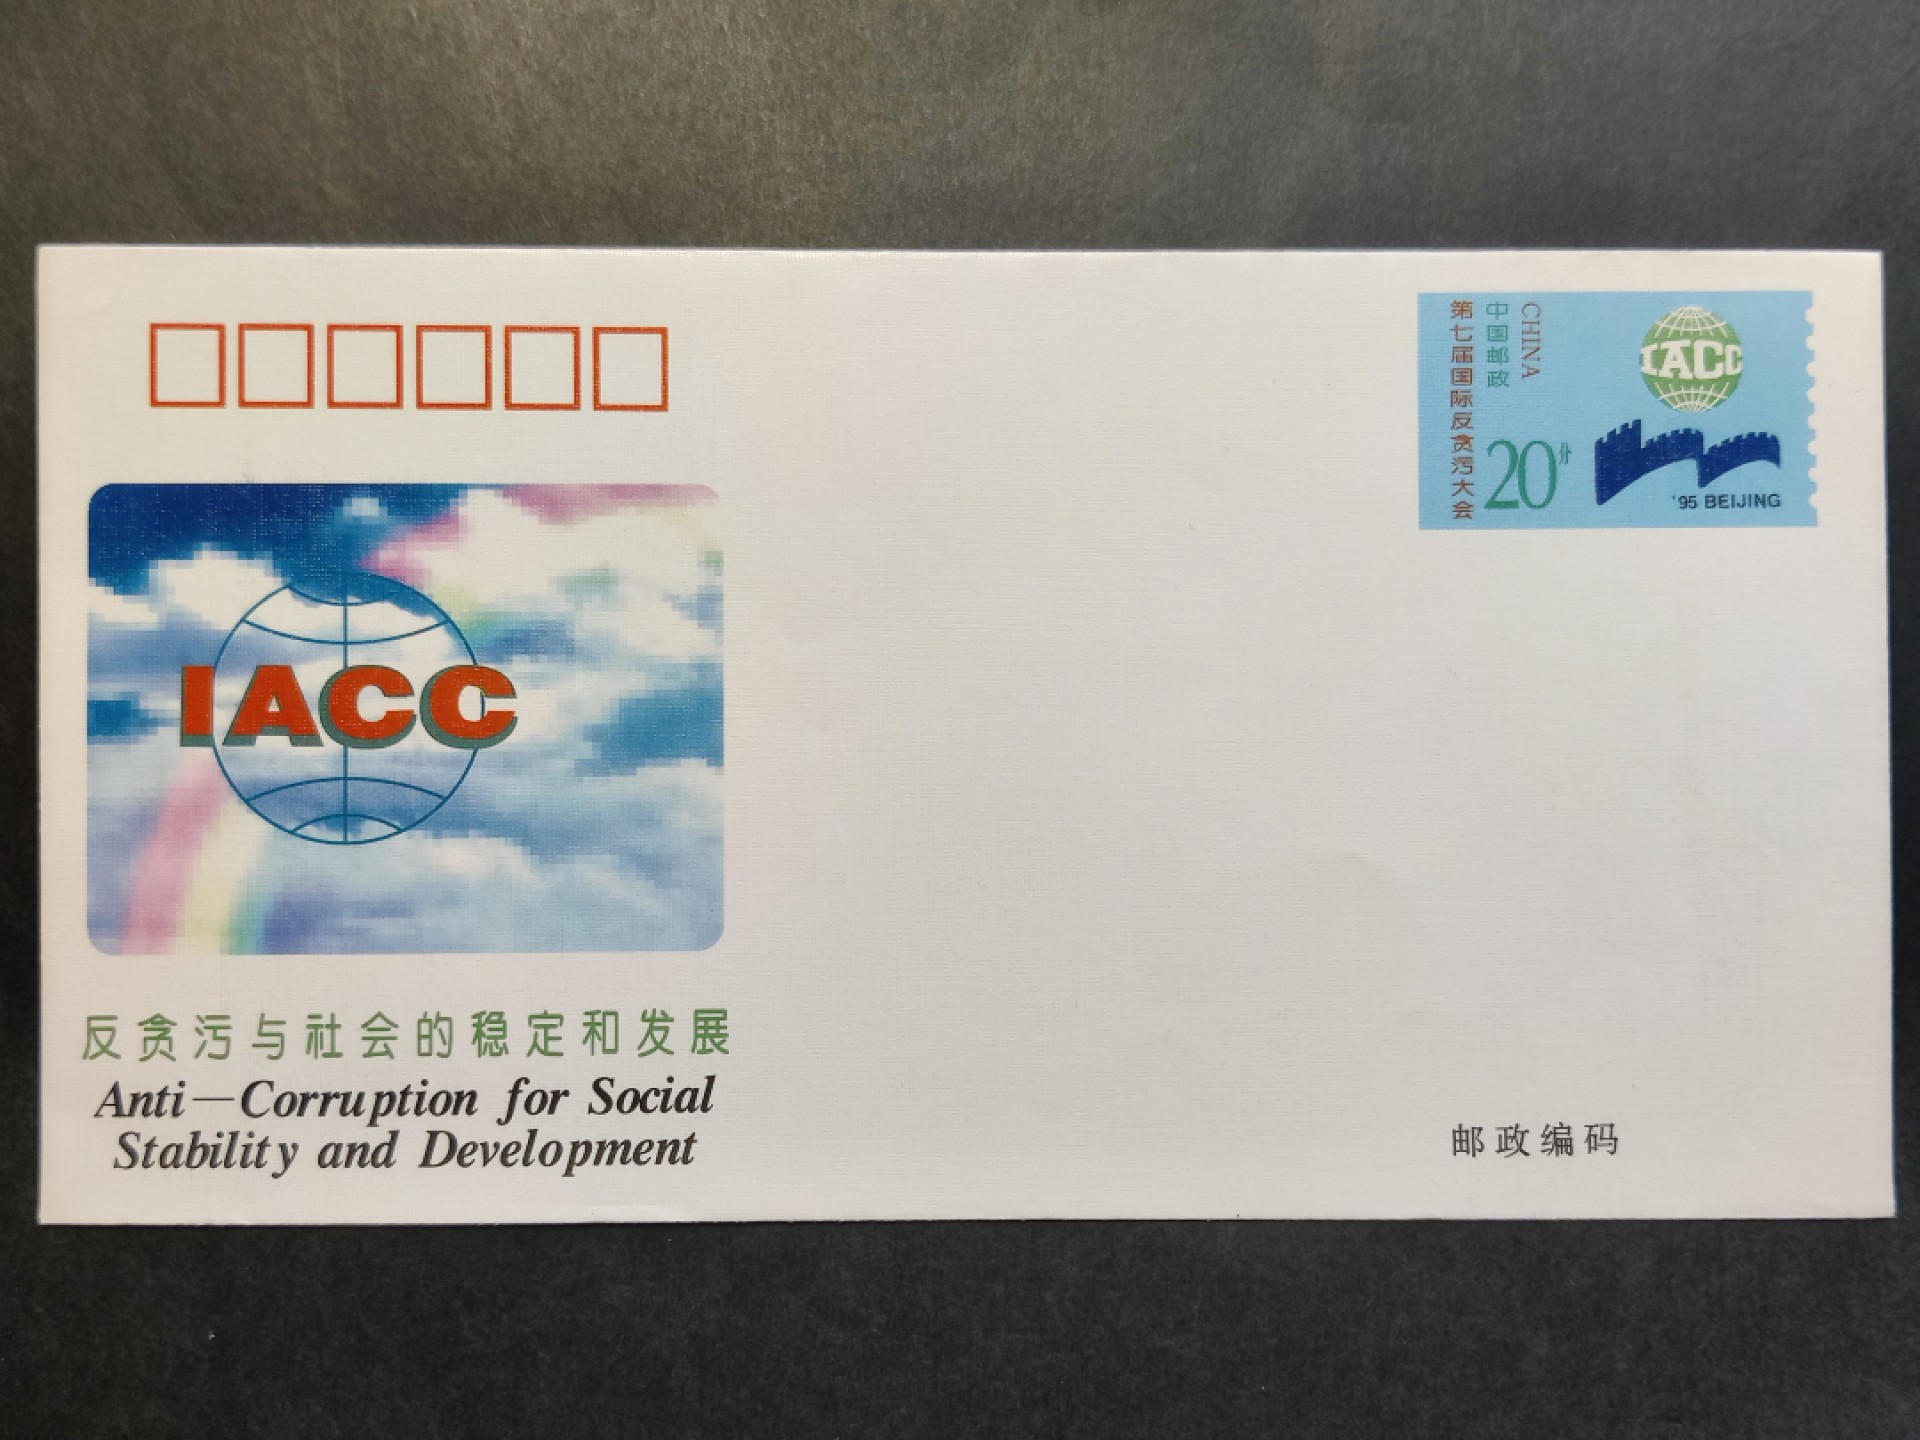 第七届国际反贪污大会
中国邮政
CHINA
20分
IACC
'95 BEIJING
IACC
反贪污与社会的稳定和发展
Anti—Corruption for Social
Stability and Development
邮政编码